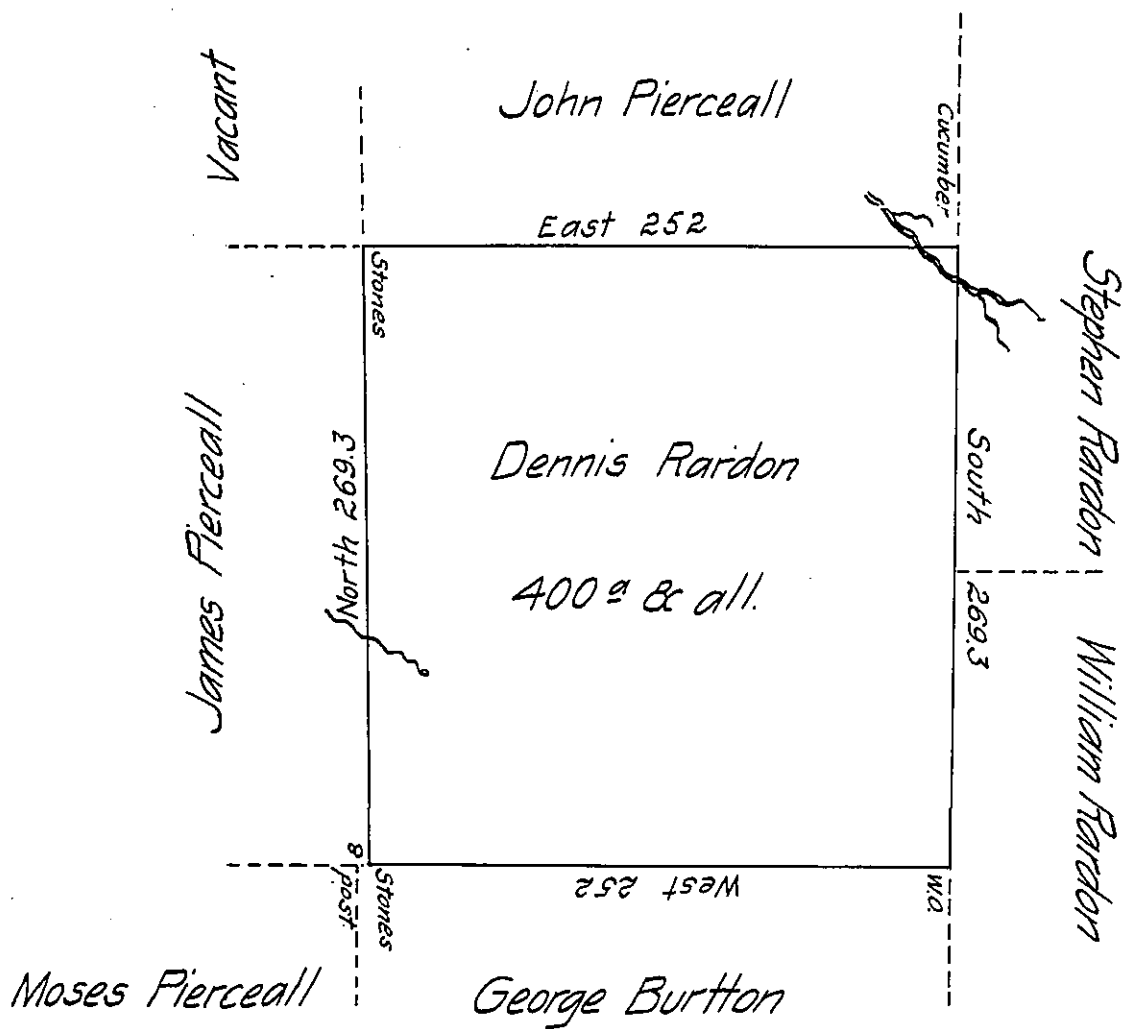 Vacant
John Pierceall
Cucumber
East 252
Stones
Stephen Rardon
James Pierceall
North 269.3
Dennis Rardon
South 269.3
400 a & all.
William Rardon
8 post
Stones
West 252
W.O.
Moses Pierceall
George Burtton